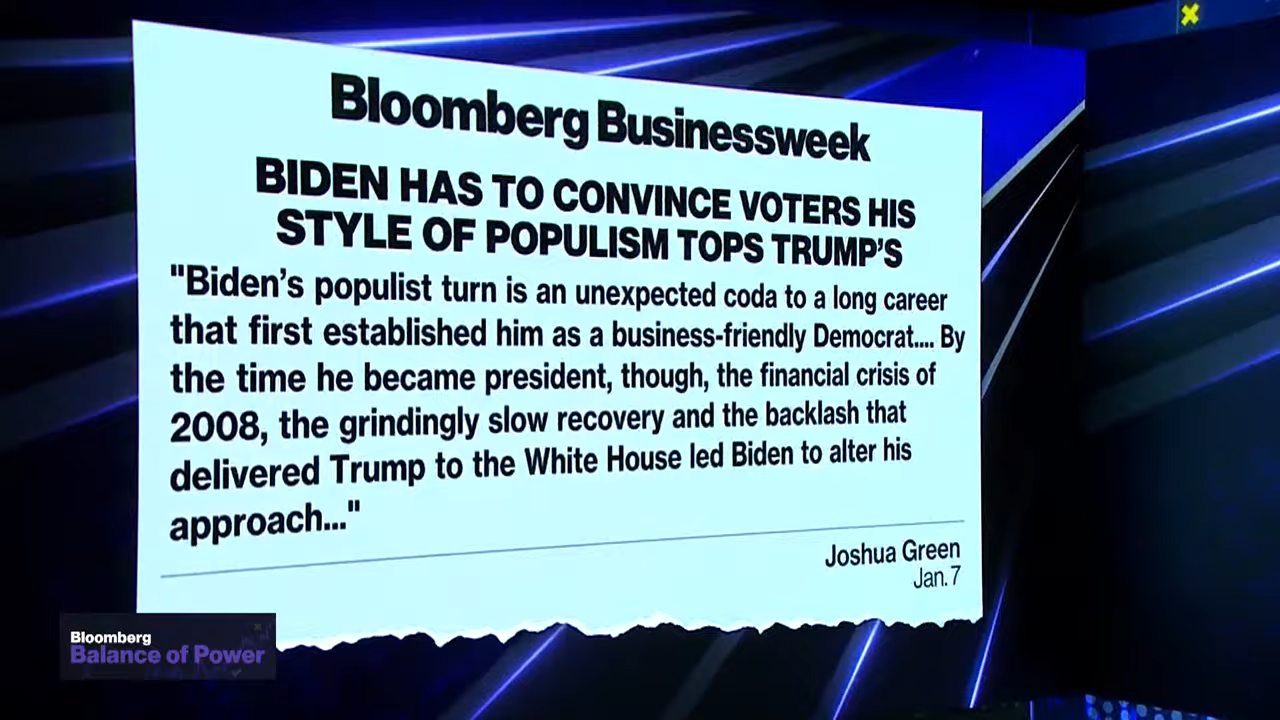 Bloomberg Businessweek
BIDEN HAS TO CONVINCE VOTERS HIS
STYLE OF POPULISM TOPS TRUMP'S
"Biden's populist turn is an unexpected coda to a long career
that first established him as a business-friendly Democrat.... By
the time he became president, though, the financial crisis of
2008, the grindingly slow recovery and the backlash that
delivered Trump to the White House led Biden to alter his
approach..."
Joshua Green
Jan. 7
Bloomberg
Balance of Power